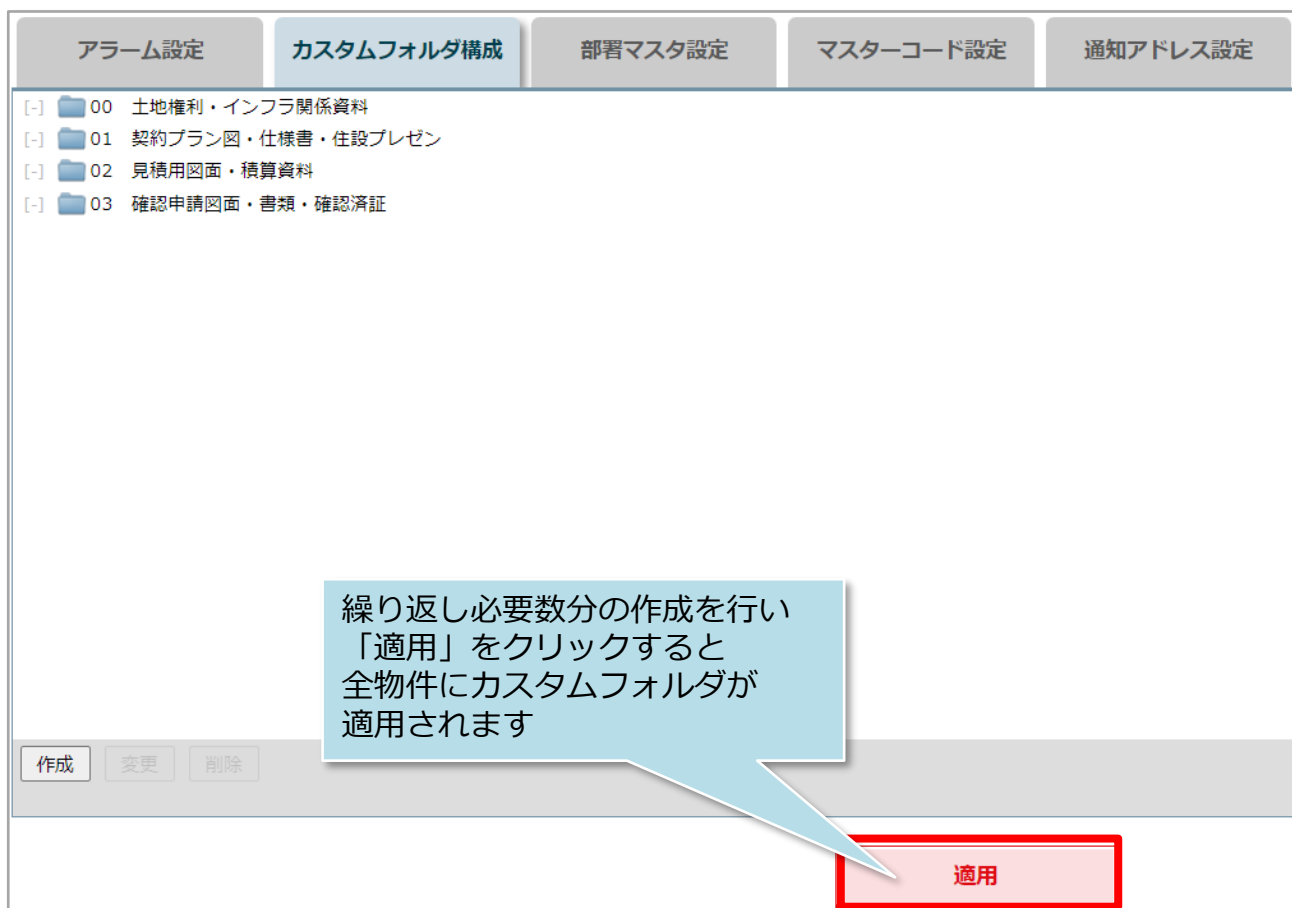 アラーム設定 カスタムフォルダ構成 部署マスタ設定 マスターコード設定 通知アドレス設定
[-] 00 土地権利・インフラ関係資料
[-] 01 契約プラン図・仕様書・住設プレゼン
[-] 02 見積用図面・積算資料
[-] 03 確認申請図面・書類・確認済証
繰り返し必要数分の作成を行い
「適用」をクリックすると
全物件にカスタムフォルダが
適用されます
作成 変更 削除
適用